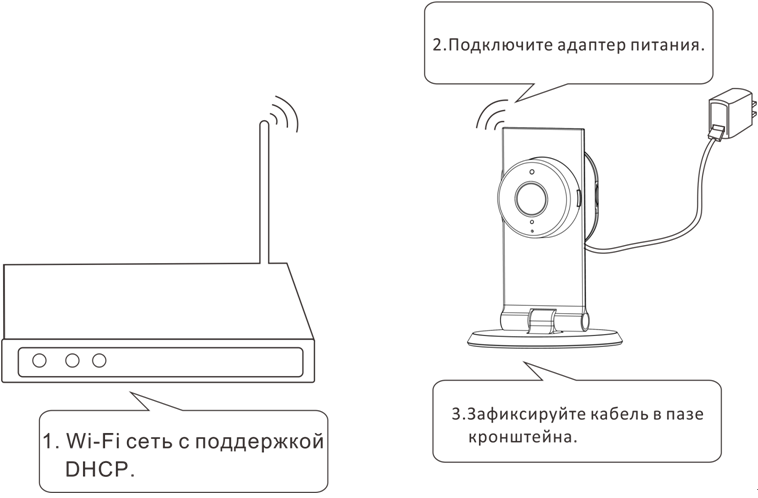 2.Подключите адаптер питания.
1. Wi-Fi сеть с поддержкой
DHCP.
3.Зафиксируйте кабель в пазе
кронштейна.